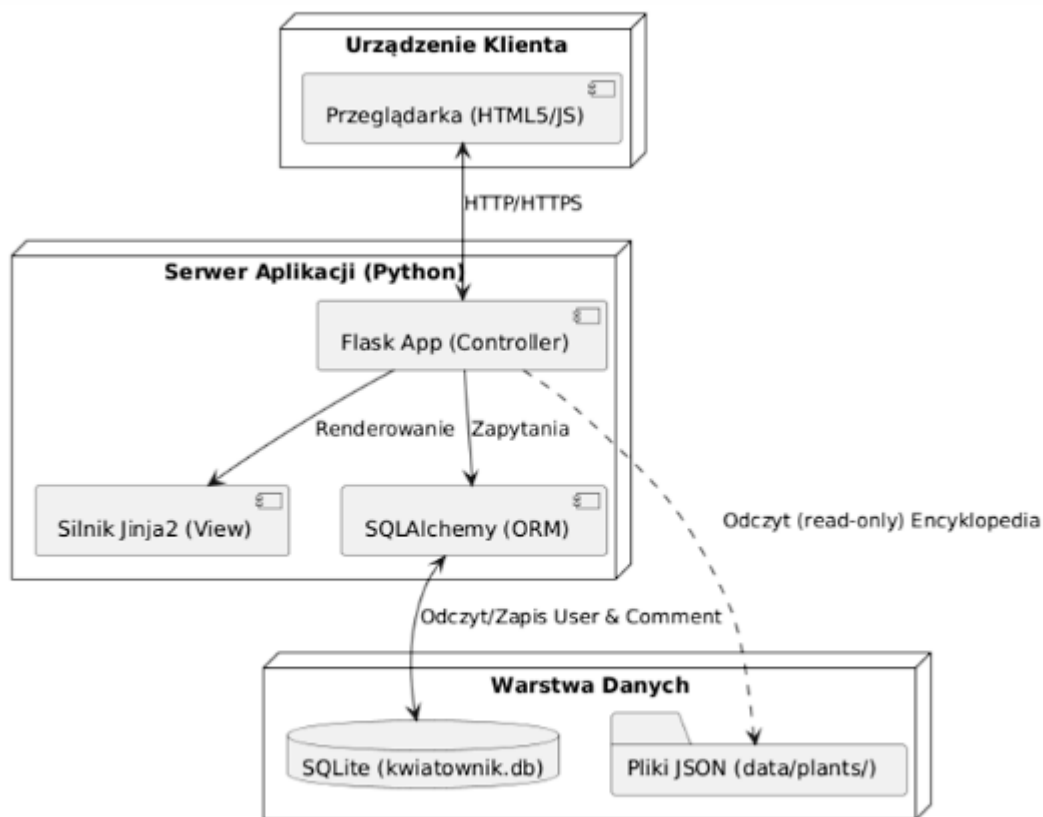 Urządzenie Klienta
Przeglądarka (HTML5/JS)
HTTP/HTTPS
Serwer Aplikacji (Python)
Flask App (Controller)
Renderowanie
Zapytania
Silnik Jinja2 (View)
SQLAlchemy (ORM)
Odczyt (read-only) Encyklopedia
Odczyt/Zapis User & Comment
Warstwa Danych
SQLite (kwiatownik.db)
Pliki JSON (data/plants/)